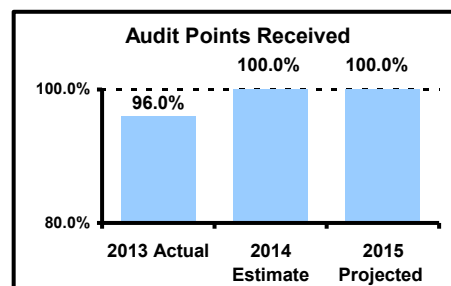 Audit Points Received
100.0% 100.0%
100.0%
96.0%
80.0%
2013 Actual 2014 2015
Estimate Projected